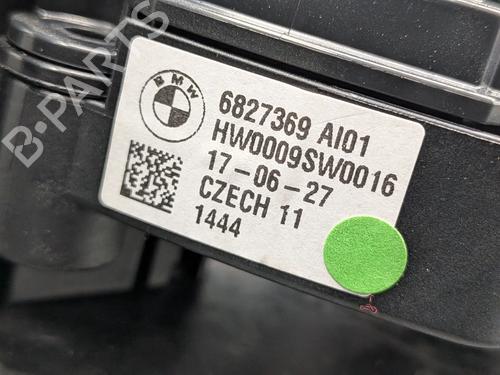 BMW
6827369 AI01
HW0009SW0016
17-06-27
CZECH 11
1444
B-PARTS